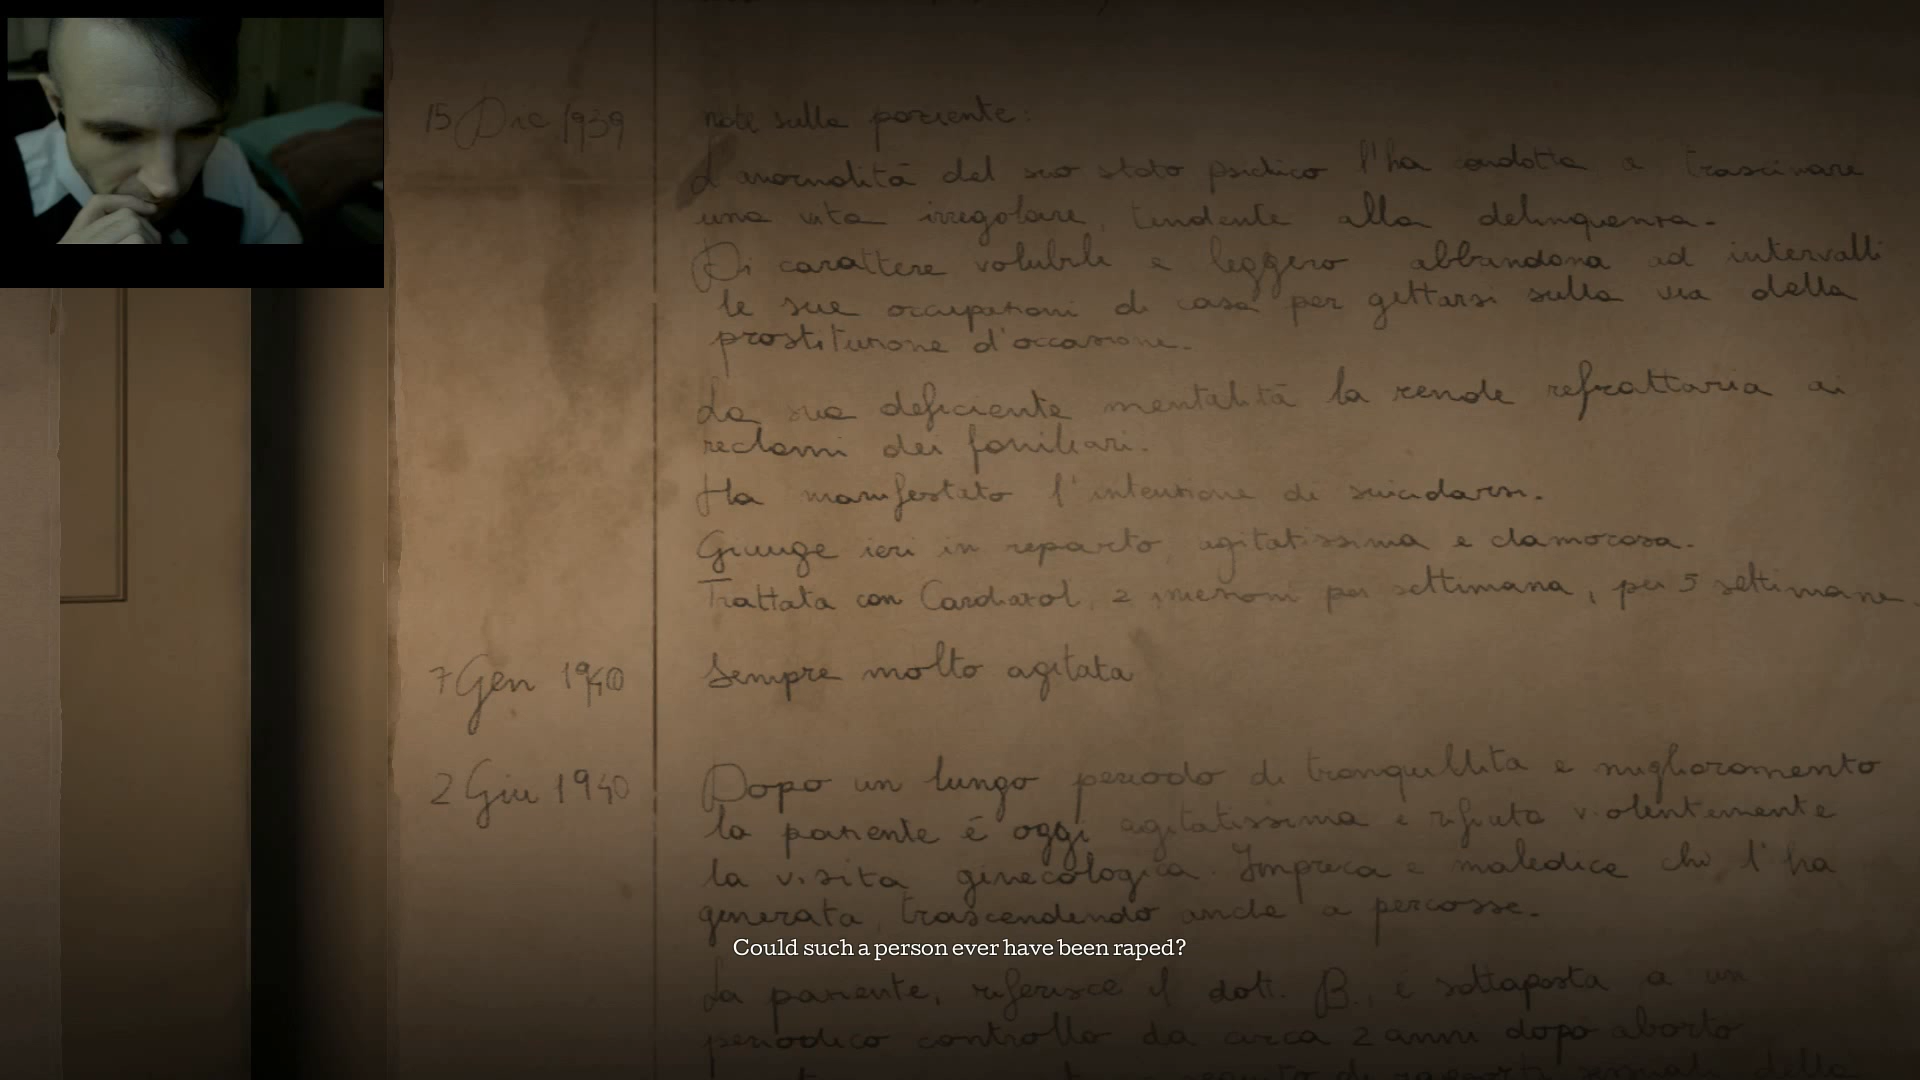 15 Dic 1939
note sulla paziente:
L'anormalità del suo stato psichico l'ha condotta a trascinare
una vita irregolare, tendente alla delinquenza.
Di carattere volubile e leggero abbandona ad intervalli
le sue occupazioni di casa per gettarsi sulla via della
prostituzione d'occasione.
La sua deficiente mentalità la rende refrattaria ai
reclami dei familiari.
Ha manifestato l'intenzione di suicidarsi.
Giunge ieri in reparto, agitatissima e clamorosa.
Trattata con Cardiazol, 2 iniezioni per settimana, per 5 settimane.
7 Gen 1940
Sempre molto agitata
2 Giu 1940
Dopo un lungo periodo di tranquillità e miglioramento
la paziente é oggi agitatissima e rifiuta violentemente
la visita ginecologica. Impreca e maledice chi l'ha
generata, trascendendo anche a percosse.
Could such a person ever have been raped?
La paziente, riferisce il dott. B., é sottoposta a un
periodico controllo da circa 2 anni dopo aborto
di rapporti sessuali della